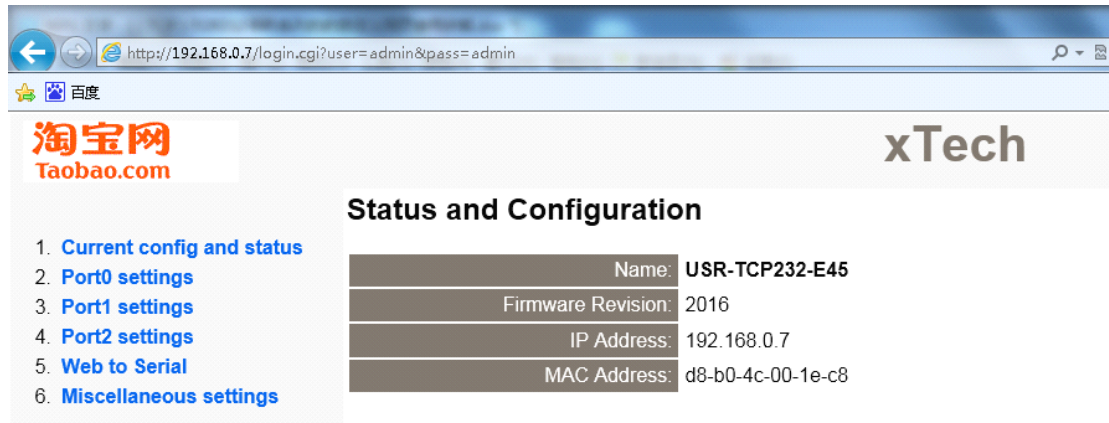 http://192.168.0.7/login.cgi?user=admin&pass=admin
百度
淘宝网
Taobao.com
xTech
Status and Configuration
1. Current config and status
2. Port0 settings
3. Port1 settings
4. Port2 settings
5. Web to Serial
6. Miscellaneous settings
Name: USR-TCP232-E45
Firmware Revision: 2016
IP Address: 192.168.0.7
MAC Address: d8-b0-4c-00-1e-c8